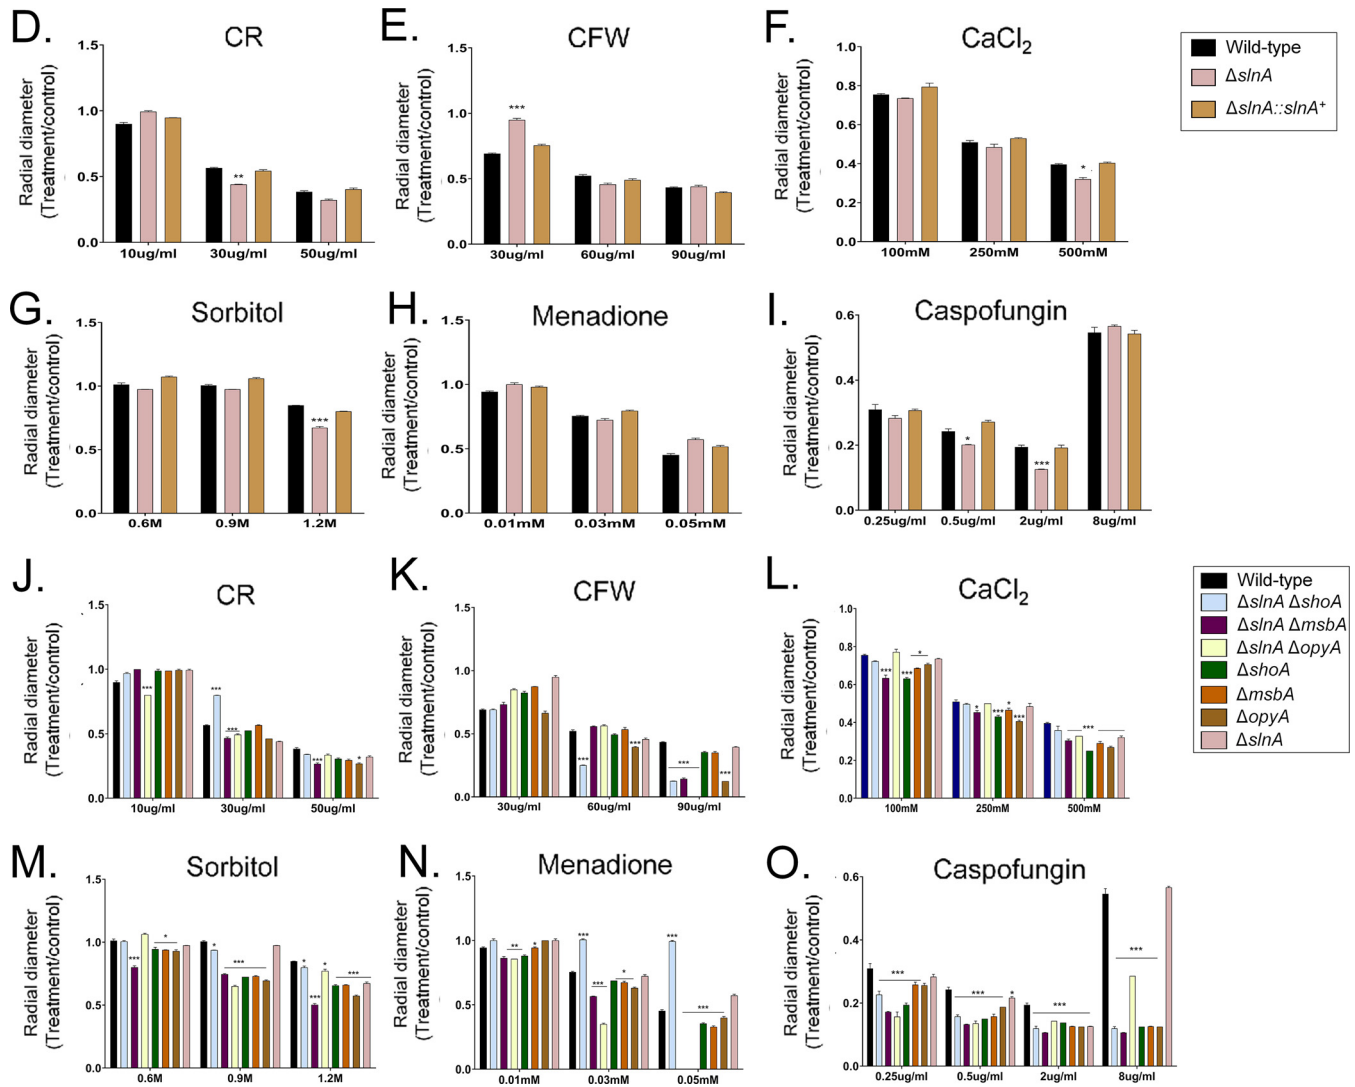 D.
CR
Radial diameter
(Treatment/control)
1.5
1.0
0.5
0.0
**
10ug/ml 30ug/ml 50ug/ml
E.
CFW
Radial diameter
(Treatment/control)
1.5
1.0
0.5
0.0
***
30ug/ml 60ug/ml 90ug/ml
F.
CaCl₂
Radial diameter
(Treatment/control)
1.0
0.8
0.6
0.4
0.2
0.0
*
100mM 250mM 500mM
Wild-type
ΔslnA
ΔslnA::slnA⁺
G.
Sorbitol
Radial diameter
(Treatment/control)
1.5
1.0
0.5
0.0
***
0.6M 0.9M 1.2M
H.
Menadione
Radial diameter
(Treatment/control)
1.5
1.0
0.5
0.0
0.01mM 0.03mM 0.05mM
I.
Caspofungin
Radial diameter
(Treatment/control)
0.6
0.4
0.2
0.0
* ***
0.25ug/ml 0.5ug/ml 2ug/ml 8ug/ml
J.
CR
Radial diameter
(Treatment/control)
1.5
1.0
0.5
0.0
*** *** *** *** *
10ug/ml 30ug/ml 50ug/ml
K.
CFW
Radial diameter
(Treatment/control)
1.5
1.0
0.5
0.0
*** *** *** ***
30ug/ml 60ug/ml 90ug/ml
L.
CaCl₂
Radial diameter
(Treatment/control)
1.0
0.8
0.6
0.4
0.2
0.0
*** *** * * *** * *** ***
100mM 250mM 500mM
Wild-type
ΔslnA ΔshoA
ΔslnA ΔmsbA
ΔslnA ΔopyA
ΔshoA
ΔmsbA
ΔopyA
ΔslnA
M.
Sorbitol
Radial diameter
(Treatment/control)
1.5
1.0
0.5
0.0
*** * * *** * *** * ***
0.6M 0.9M 1.2M
N.
Menadione
Radial diameter
(Treatment/control)
1.5
1.0
0.5
0.0
** * *** *** * *** ***
0.01mM 0.03mM 0.05mM
O.
Caspofungin
Radial diameter
(Treatment/control)
0.6
0.4
0.2
0.0
*** *** * *** ***
0.25ug/ml 0.5ug/ml 2ug/ml 8ug/ml